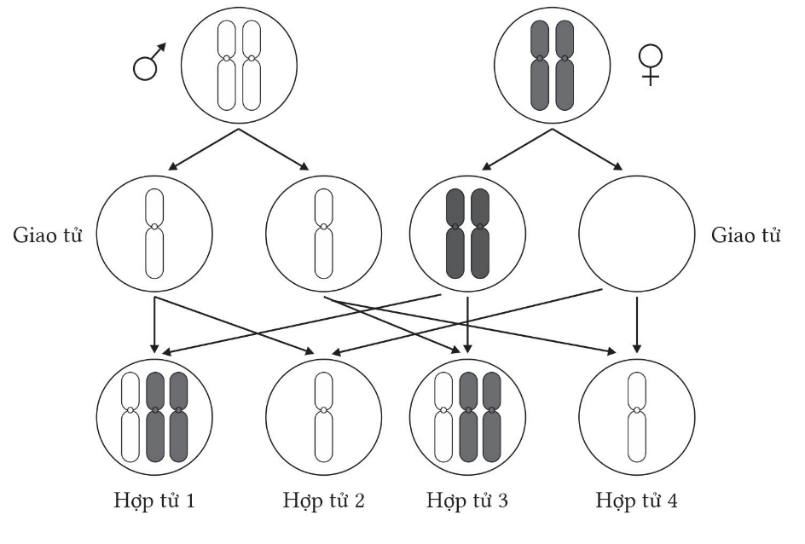 Giao tử
Giao tử
Hợp tử 1
Hợp tử 2
Hợp tử 3
Hợp tử 4